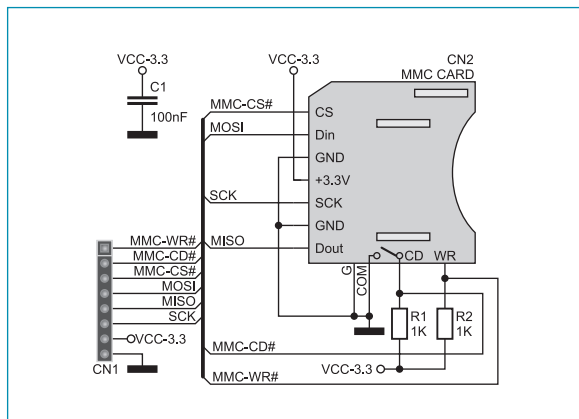 VCC-3.3
C1
100nF
VCC-3.3
CN2
MMC CARD
MMC-CS#
MOSI
SCK
MISO
CS
Din
GND
+3.3V
SCK
GND
Dout
G
COM
CD
WR
MMC-WR#
MMC-CD#
MMC-CS#
MOSI
MISO
SCK
VCC-3.3
CN1
R1
1K
R2
1K
MMC-CD#
VCC-3.3
MMC-WR#